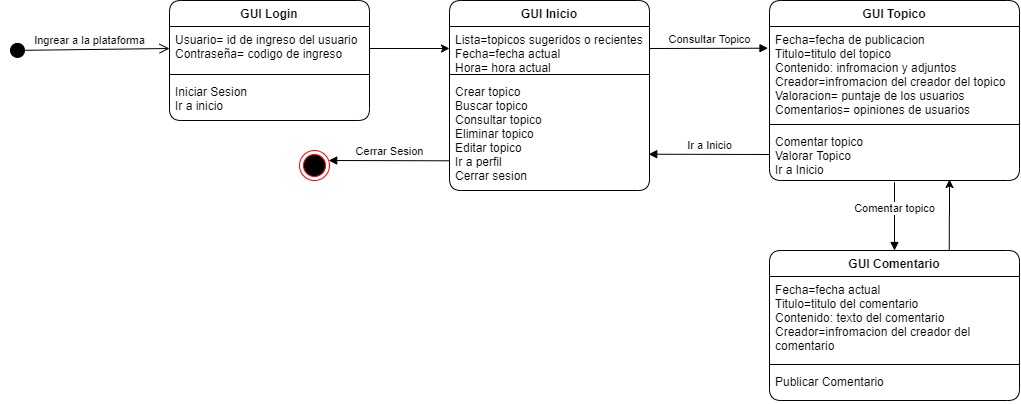 Ingresar a la plataforma
GUI Login
Usuario= id de ingreso del usuario
Contraseña= codigo de ingreso
Iniciar Sesion
Ir a inicio
GUI Inicio
Lista=topicos sugeridos o recientes
Fecha=fecha actual
Hora= hora actual
Crear topico
Buscar topico
Consultar topico
Eliminar topico
Editar topico
Ir a perfil
Cerrar sesion
Cerrar Sesion
Consultar Topico
Ir a Inicio
GUI Topico
Fecha=fecha de publicacion
Titulo=titulo del topico
Contenido: infromacion y adjuntos
Creador=infromacion del creador del topico
Valoracion= puntaje de los usuarios
Comentarios= opiniones de usuarios
Comentar topico
Valorar Topico
Ir a Inicio
Comentar topico
GUI Comentario
Fecha=fecha actual
Titulo=titulo del comentario
Contenido: texto del comentario
Creador=infromacion del creador del
comentario
Publicar Comentario